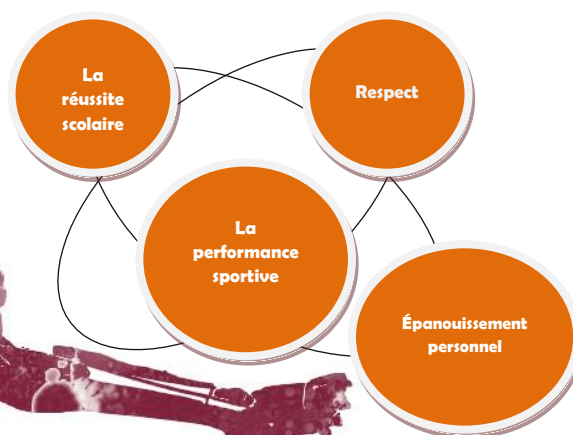 La
réussite
scolaire
Respect
La
performance
sportive
Épanouissement
personnel